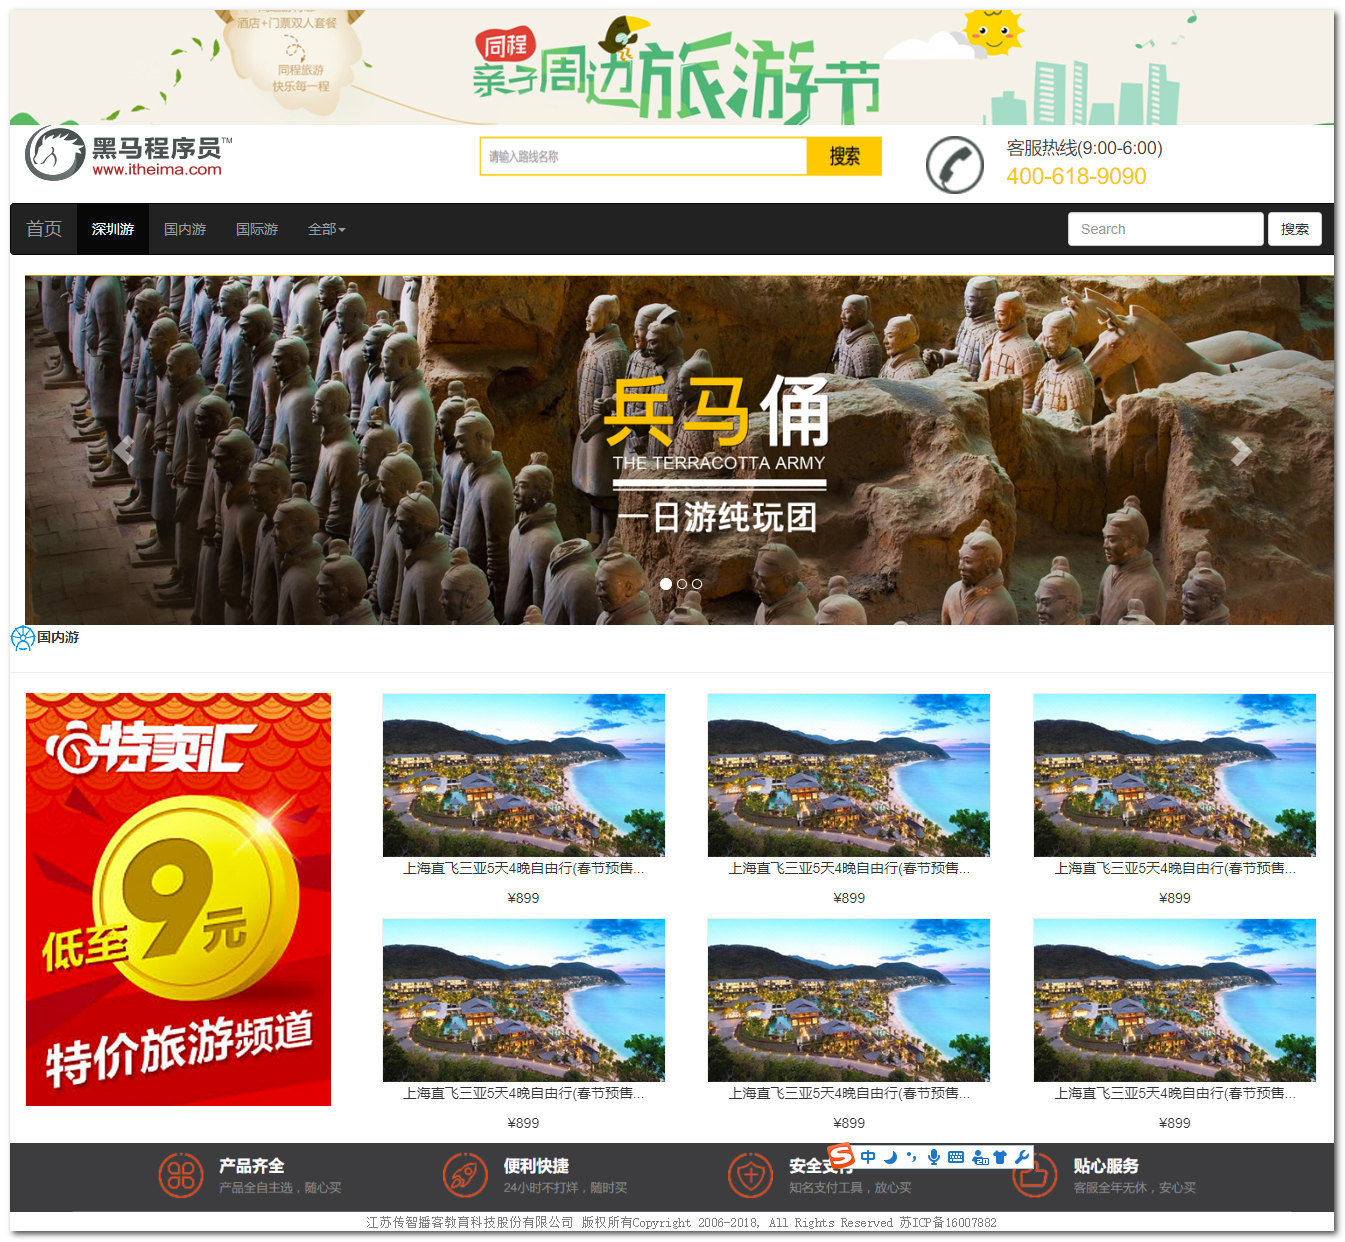 酒店+门票双人套餐
同程旅游
快乐每一程
同程
亲子周边旅游节
黑马程序员™
www.itheima.com
请输入路线名称
搜索
客服热线(9:00-6:00)
400-618-9090
首页
深圳游
国内游
国际游
全部
Search
搜索
兵马俑
THE TERRACOTTA ARMY
一日游纯玩团
国内游
特卖汇
低至9元
特价旅游频道
上海直飞三亚5天4晚自由行(春节预售...
¥899
上海直飞三亚5天4晚自由行(春节预售...
¥899
上海直飞三亚5天4晚自由行(春节预售...
¥899
上海直飞三亚5天4晚自由行(春节预售...
¥899
上海直飞三亚5天4晚自由行(春节预售...
¥899
上海直飞三亚5天4晚自由行(春节预售...
¥899
产品齐全
产品全自主选，随心买
便利快捷
24小时不打烊，随时买
安全支付
知名支付工具，放心买
S中
贴心服务
客服全年无休，安心买
江苏传智播客教育科技股份有限公司 版权所有Copyright 2006-2018, All Rights Reserved 苏ICP备16007882